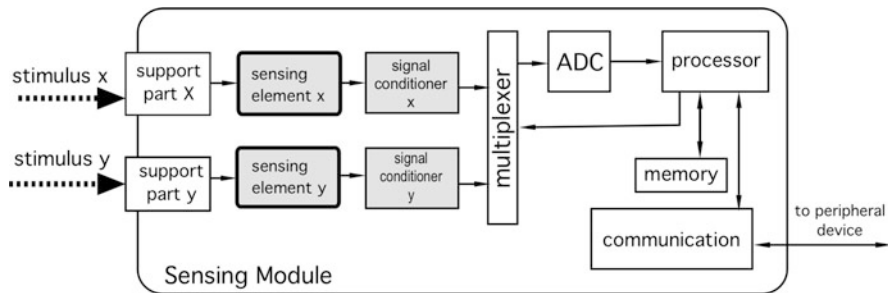 stimulus x
support
part X
sensing
element x
signal
conditioner
x
multiplexer
ADC
processor
stimulus y
support
part y
sensing
element y
signal
conditioner
y
memory
communication
to peripheral
device
Sensing Module